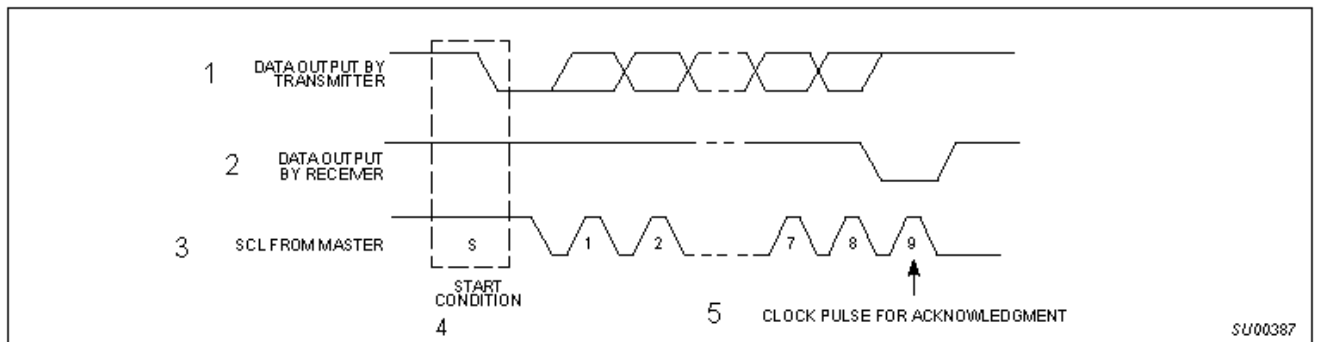 1 DATA OUTPUT BY
TRANSMITTER
2 DATA OUTPUT
BY RECEIVER
3 SCL FROM MASTER
S 1 2 7 8 9
START
CONDITION
4
5 CLOCK PULSE FOR ACKNOWLEDGMENT
SU00387